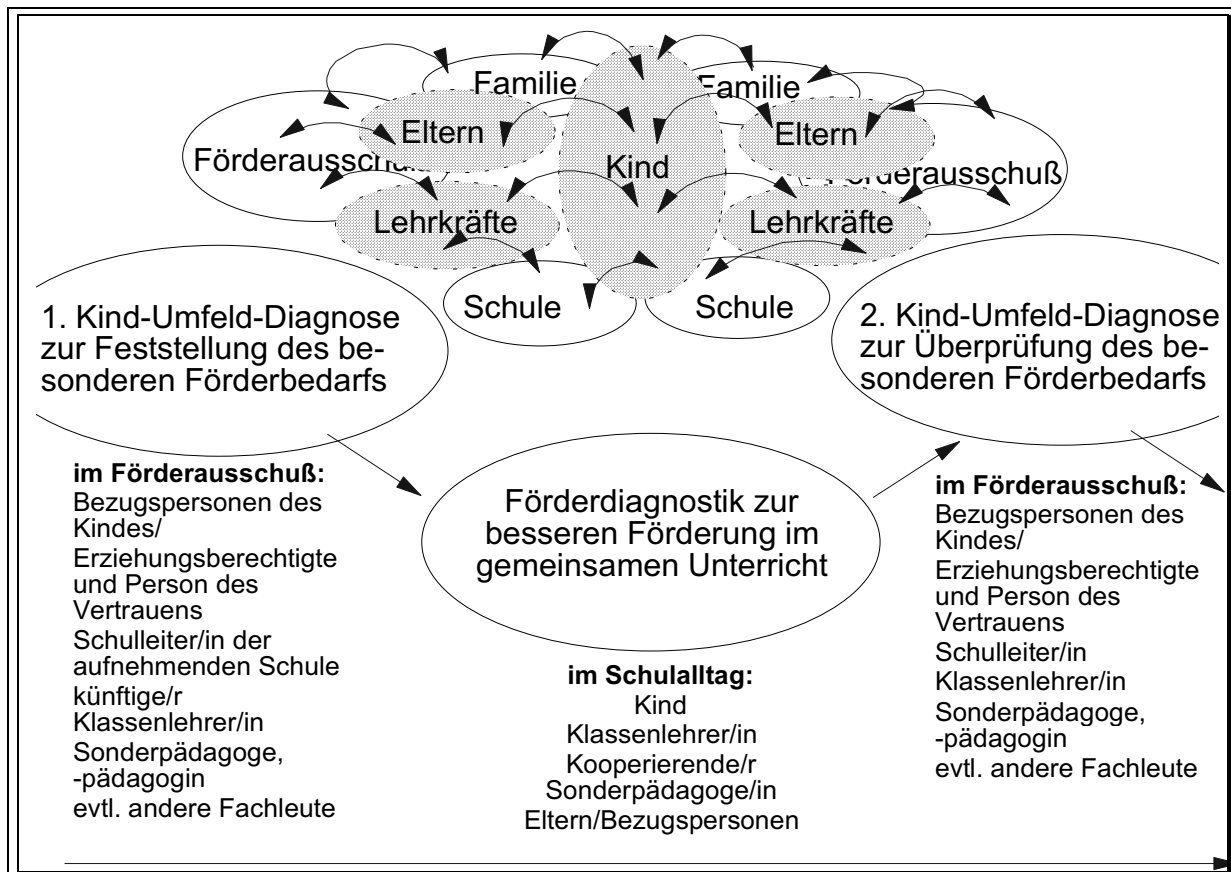 Familie
Familie
Eltern
Eltern
Kind
Förderausschuß
Förderausschuß
Lehrkräfte
Lehrkräfte
Schule
Schule
1. Kind-Umfeld-Diagnose
zur Feststellung des be-
sonderen Förderbedarfs
2. Kind-Umfeld-Diagnose
zur Überprüfung des be-
sonderen Förderbedarfs
im Förderausschuß:
Bezugspersonen des
Kindes/
Erziehungsberechtigte
und Person des
Vertrauens
Schulleiter/in der
aufnehmenden Schule
künftige/r
Klassenlehrer/in
Sonderpädagoge,
-pädagogin
evtl. andere Fachleute
Förderdiagnostik zur
besseren Förderung im
gemeinsamen Unterricht
im Schulalltag:
Kind
Klassenlehrer/in
Kooperierende/r
Sonderpädagoge/in
Eltern/Bezugspersonen
im Förderausschuß:
Bezugspersonen des
Kindes/
Erziehungsberechtigte
und Person des
Vertrauens
Schulleiter/in
Klassenlehrer/in
Sonderpädagoge,
-pädagogin
evtl. andere Fachleute